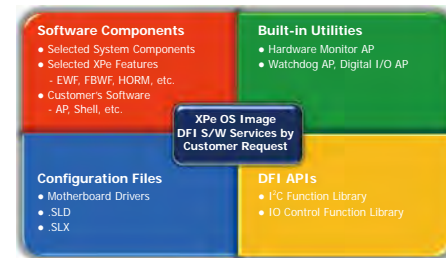 Software Components
● Selected System Components
● Selected XPe Features
- EWF, FBWF, HORM, etc.
● Customer's Software
- AP, Shell, etc.
Built-in Utilities
● Hardware Monitor AP
● Watchdog AP, Digital I/O AP
XPe OS Image
DFI S/W Services by
Customer Request
Configuration Files
● Motherboard Drivers
● .SLD
● .SLX
DFI APIs
● I²C Function Library
● IO Control Function Library